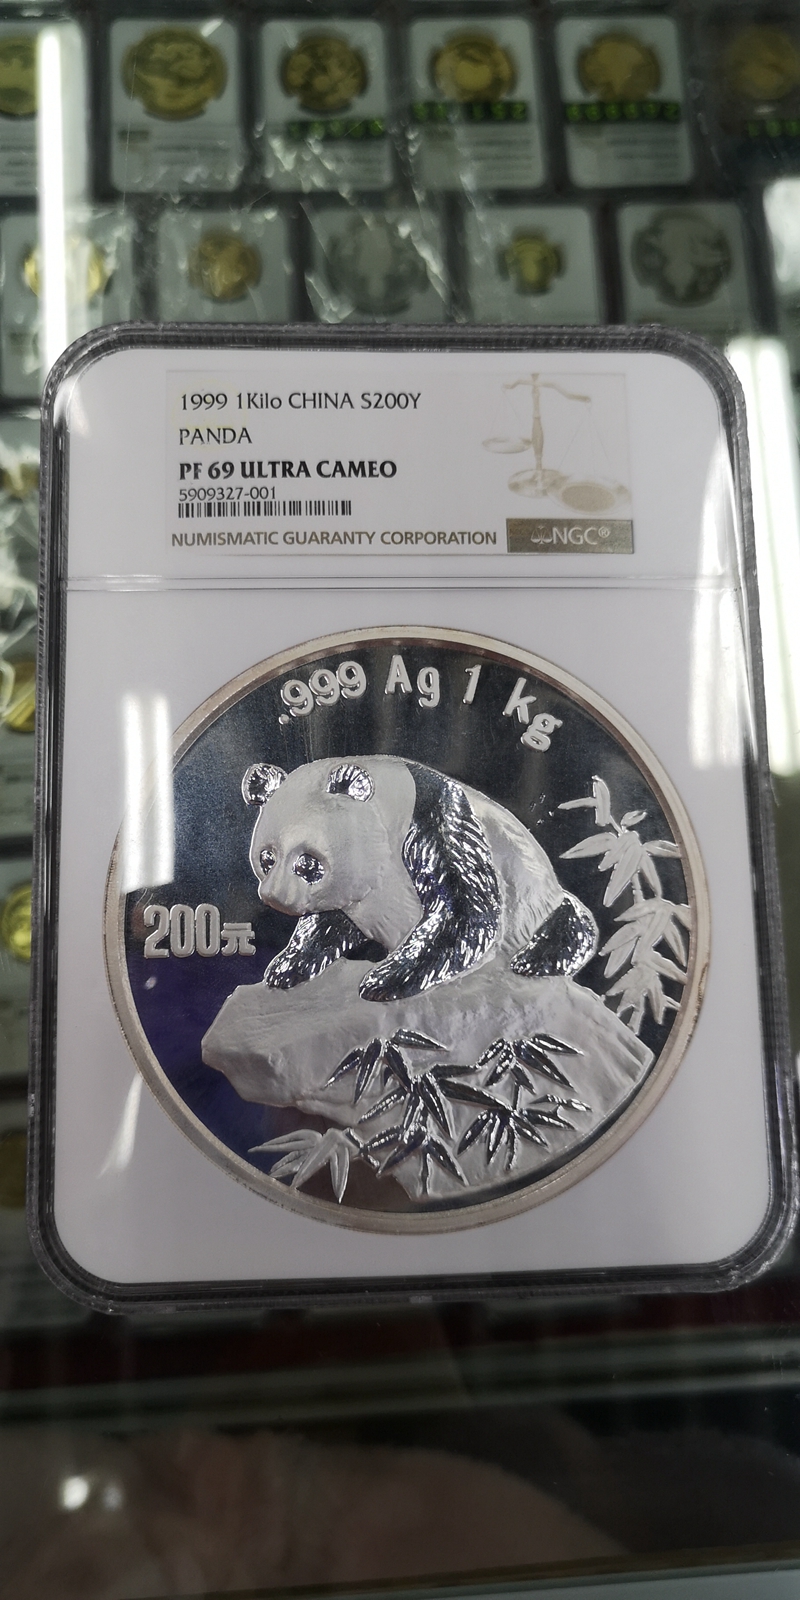 1999 1Kilo CHINA S200Y
PANDA
PF 69 ULTRA CAMEO
5909327-001
NUMISMATIC GUARANTY CORPORATION
NGC®
.999 Ag 1 kg
200元